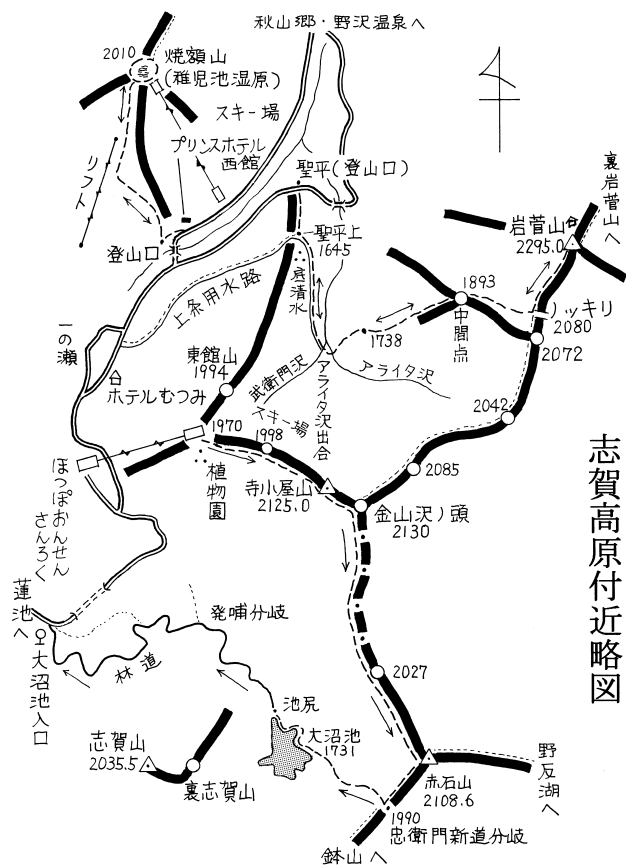 秋山郷・野沢温泉へ
2010
焼額山
(稚児池湿原)
スキー場
プリンスホテル
西館
リフト
登山口
聖平(登山口)
聖平上
1645
上条用水路
裏岩菅山へ
岩菅山
2295.0
1893
中間点
ノッキリ
2080
2072
1738
アライタ沢
アライタ沢出合
武衛門沢
一の瀬
ホテルむつみ
東館山
1994
1970
スキー場
1998
2042
2085
植物園
寺小屋山
2125.0
金山沢ノ頭
2130
ほっぽおんせん
さんろく
志賀高原付近略図
蓮池へ
大沼池入口
林道
発哺分岐
2027
池尻
大沼池
1731
志賀山
2035.5
裏志賀山
赤石山
2108.6
野反湖へ
1990
忠衛門新道分岐
鉢山へ